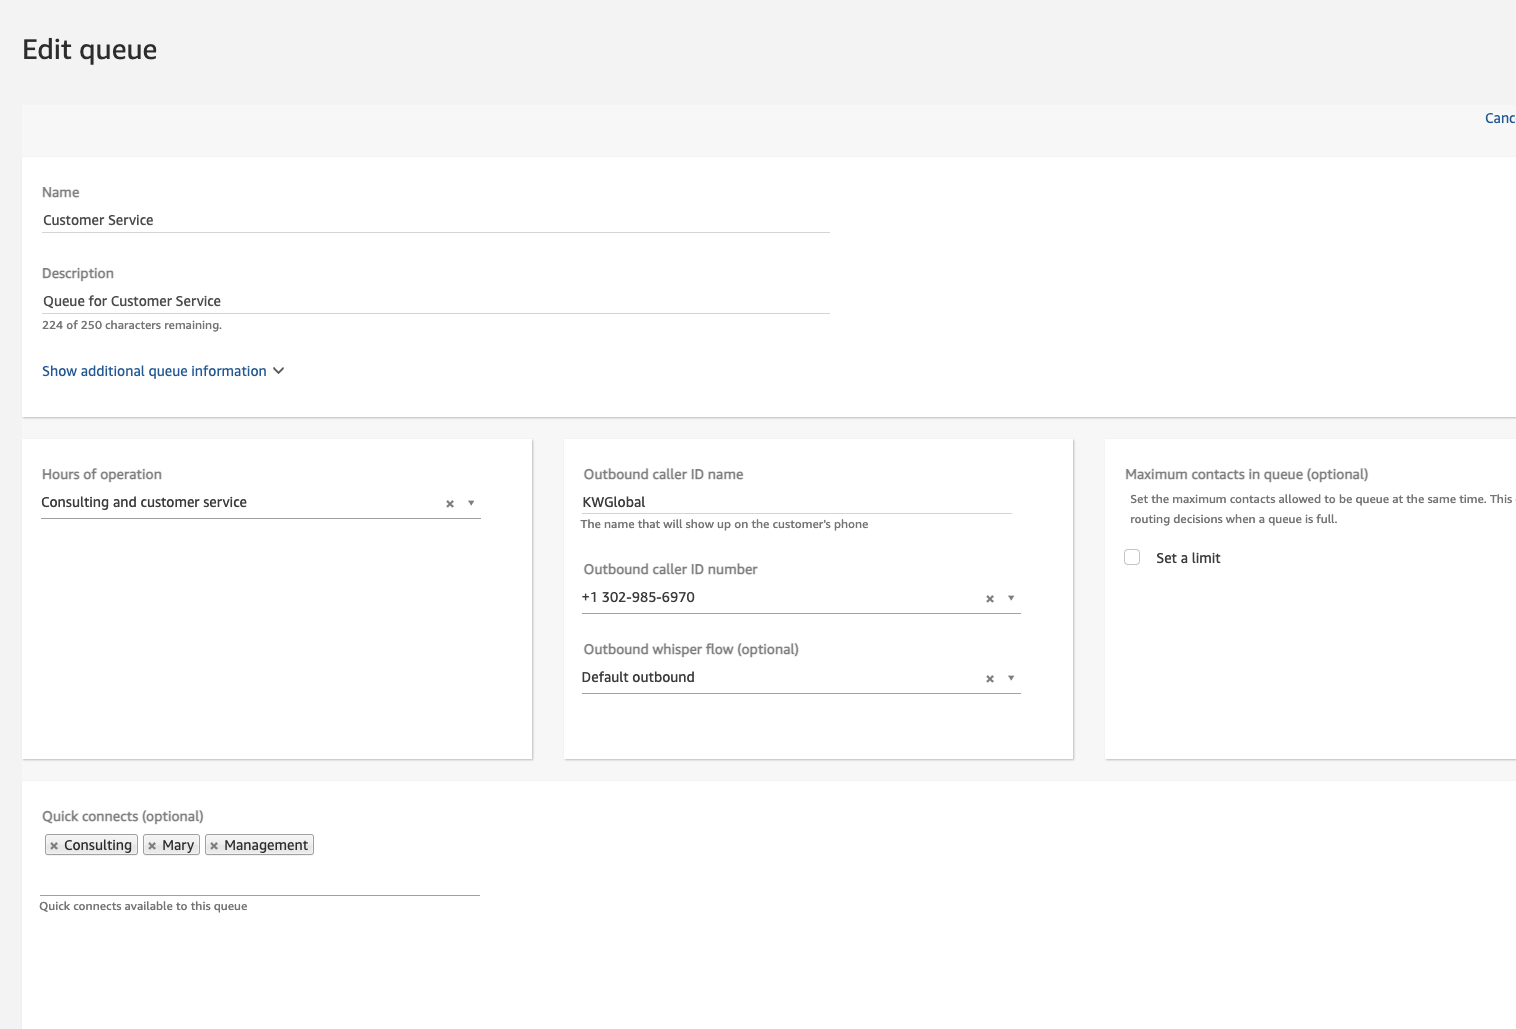 Edit queue
Canc
Name
Customer Service
Description
Queue for Customer Service
224 of 250 characters remaining.
Show additional queue information
Hours of operation
Consulting and customer service
Outbound caller ID name
KWGlobal
The name that will show up on the customer's phone
Outbound caller ID number
+1 302-985-6970
Outbound whisper flow (optional)
Default outbound
Maximum contacts in queue (optional)
Set the maximum contacts allowed to be queue at the same time. This
routing decisions when a queue is full.
Set a limit
Quick connects (optional)
× Consulting × Mary × Management
Quick connects available to this queue